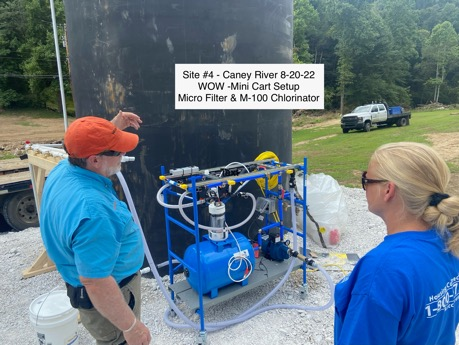 Site #4 - Caney River 8-20-22
WOW -Mini Cart Setup
Micro Filter & M-100 Chlorinator